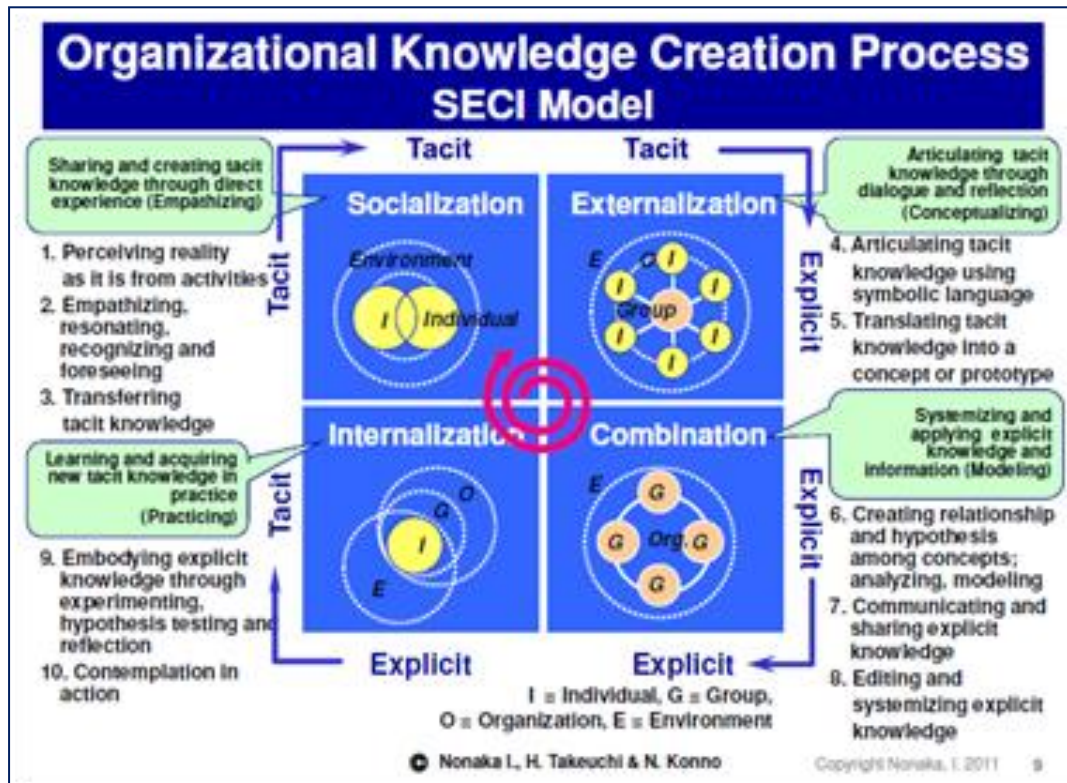 Organizational Knowledge Creation Process
SECI Model
Tacit
Tacit
Sharing and creating tacit
knowledge through direct
experience (Empathizing)
Articulating tacit
knowledge through
dialogue and reflection
(Conceptualizing)
Socialization
Externalization
1. Perceiving reality
as it is from activities
2. Empathizing,
resonating,
recognizing and
foreseeing
3. Transferring
tacit knowledge
Tacit
Environment
I
Individual
E
G
I
I
I
Group
I
I
I
Explicit
4. Articulating tacit
knowledge using
symbolic language
5. Translating tacit
knowledge into a
concept or prototype
Internalization
Combination
Learning and acquiring
new tacit knowledge in
practice
(Practicing)
Systemizing and
applying explicit
knowledge and
information (Modeling)
Tacit
O
G
I
E
E
G
G
Org.
G
G
Explicit
9. Embodying explicit
knowledge through
experimenting,
hypothesis testing and
reflection
10. Contemplation in
action
6. Creating relationship
and hypothesis
among concepts;
analyzing, modeling
7. Communicating and
sharing explicit
knowledge
8. Editing and
systemizing explicit
knowledge
Explicit
Explicit
I = Individual, G = Group,
O = Organization, E = Environment
© Nonaka I., H. Takeuchi & N. Konno
Copyright Nonaka, I. 2011
9